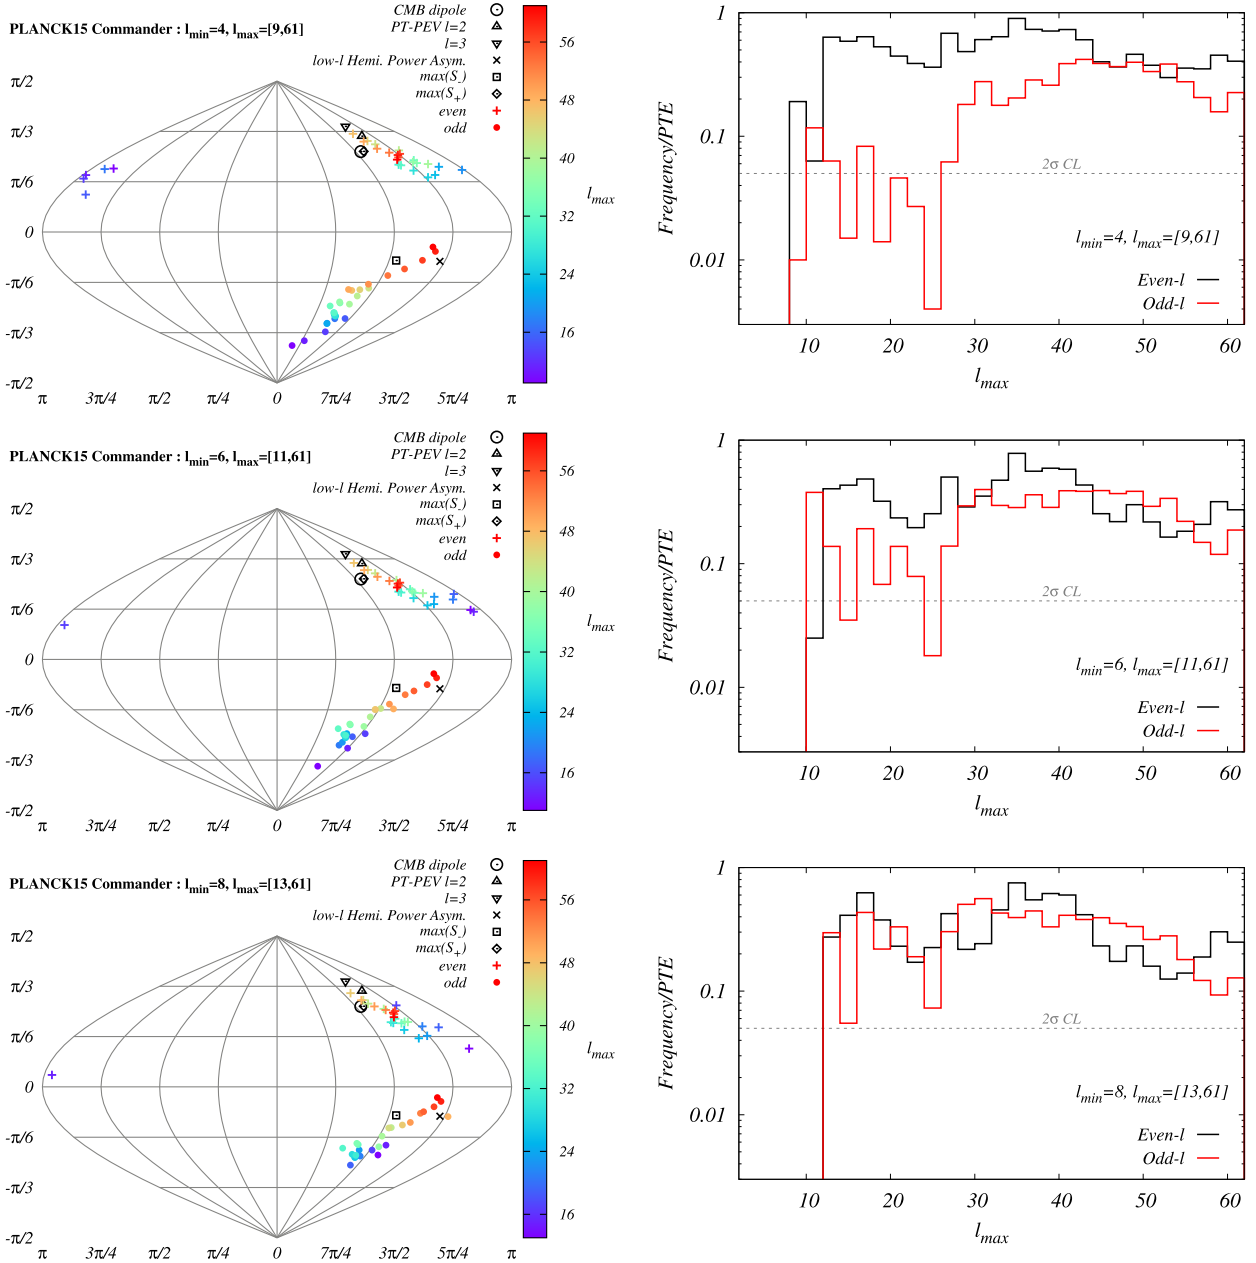 PLANCK15 Commander : lmin=4, lmax=[9,61]
CMB dipole
PT-PEV l=2
l=3
low-l Hemi. Power Asym.
max(S-)
max(S+)
even
odd
π/2
π/3
π/6
0
-π/6
-π/3
-π/2
π 3π/4 π/2 π/4 0 7π/4 3π/2 5π/4 π
56
48
40
32
24
16
lmax
Frequency/PTE
1
0.1
0.01
2σ CL
lmin=4, lmax=[9,61]
Even-l
Odd-l
10 20 30 40 50 60
lmax
PLANCK15 Commander : lmin=6, lmax=[11,61]
CMB dipole
PT-PEV l=2
l=3
low-l Hemi. Power Asym.
max(S-)
max(S+)
even
odd
π/2
π/3
π/6
0
-π/6
-π/3
-π/2
π 3π/4 π/2 π/4 0 7π/4 3π/2 5π/4 π
56
48
40
32
24
16
lmax
Frequency/PTE
1
0.1
0.01
2σ CL
lmin=6, lmax=[11,61]
Even-l
Odd-l
10 20 30 40 50 60
lmax
PLANCK15 Commander : lmin=8, lmax=[13,61]
CMB dipole
PT-PEV l=2
l=3
low-l Hemi. Power Asym.
max(S-)
max(S+)
even
odd
π/2
π/3
π/6
0
-π/6
-π/3
-π/2
π 3π/4 π/2 π/4 0 7π/4 3π/2 5π/4 π
56
48
40
32
24
16
lmax
Frequency/PTE
1
0.1
0.01
2σ CL
lmin=8, lmax=[13,61]
Even-l
Odd-l
10 20 30 40 50 60
lmax